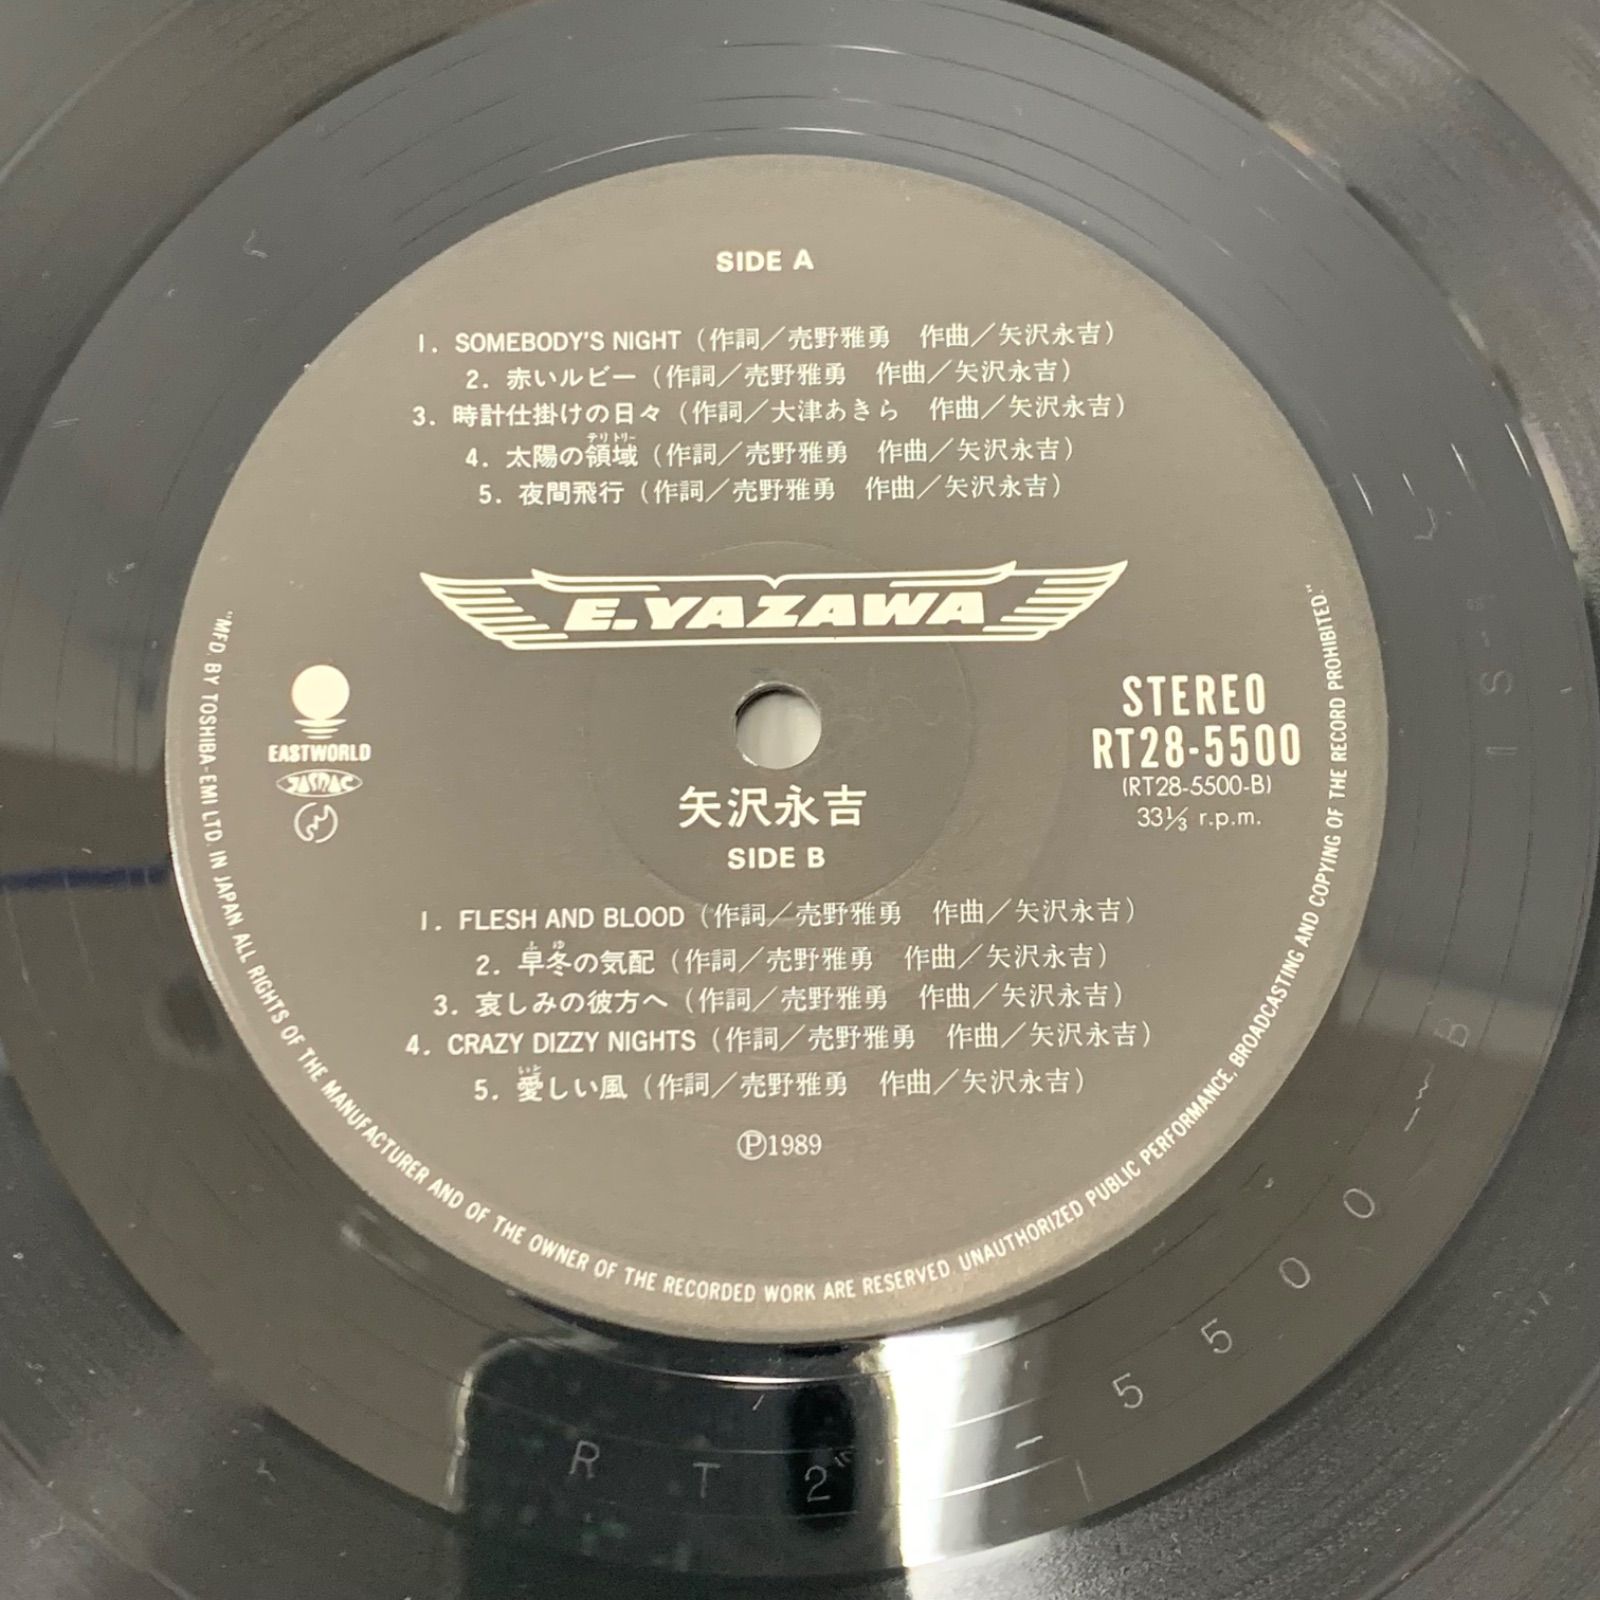 SIDE A
1. SOMEBODY'S NIGHT (作詞／売野雅勇　作曲／矢沢永吉)
2. 赤いルビー (作詞／売野雅勇　作曲／矢沢永吉)
3. 時計仕掛けの日々 (作詞／大津あきら　作曲／矢沢永吉)
テリトリー
4. 太陽の領域 (作詞／売野雅勇　作曲／矢沢永吉)
5. 夜間飛行 (作詞／売野雅勇　作曲／矢沢永吉)
E.YAZAWA
EASTWORLD
JASRAC
STEREO
RT28-5500
(RT28-5500-B)
33⅓ r.p.m.
矢沢永吉
SIDE B
1. FLESH AND BLOOD (作詞／売野雅勇　作曲／矢沢永吉)
ふゆ
2. 早冬の気配 (作詞／売野雅勇　作曲／矢沢永吉)
3. 哀しみの彼方へ (作詞／売野雅勇　作曲／矢沢永吉)
4. CRAZY DIZZY NIGHTS (作詞／売野雅勇　作曲／矢沢永吉)
5. 愛しい風 (作詞／売野雅勇　作曲／矢沢永吉)
Ⓟ1989
"MFD. BY TOSHIBA-EMI LTD. IN JAPAN. ALL RIGHTS OF THE MANUFACTURER AND OF THE OWNER OF THE RECORDED WORK ARE RESERVED. UNAUTHORIZED PUBLIC PERFORMANCE, BROADCASTING AND COPYING OF THE RECORD PROHIBITED."